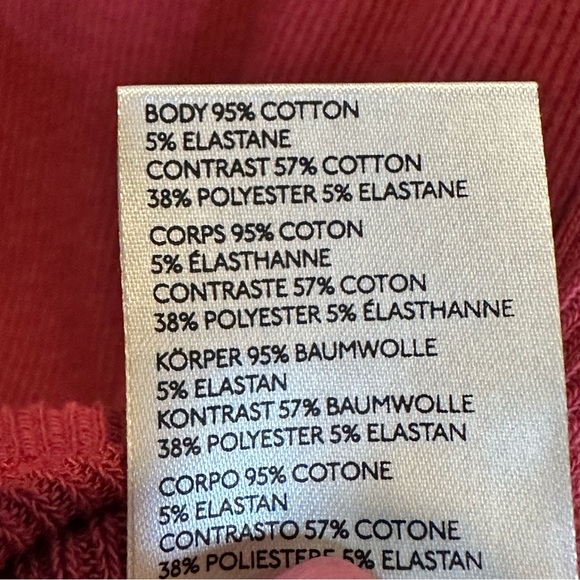 BODY 95% COTTON
5% ELASTANE
CONTRAST 57% COTTON
38% POLYESTER 5% ELASTANE
CORPS 95% COTON
5% ÉLASTHANNE
CONTRASTE 57% COTON
38% POLYESTER 5% ÉLASTHANNE
KÖRPER 95% BAUMWOLLE
5% ELASTAN
KONTRAST 57% BAUMWOLLE
38% POLYESTER 5% ELASTAN
CORPO 95% COTONE
5% ELASTAN
CONTRASTO 57% COTONE
38% POLIESTERE 5% ELASTAN